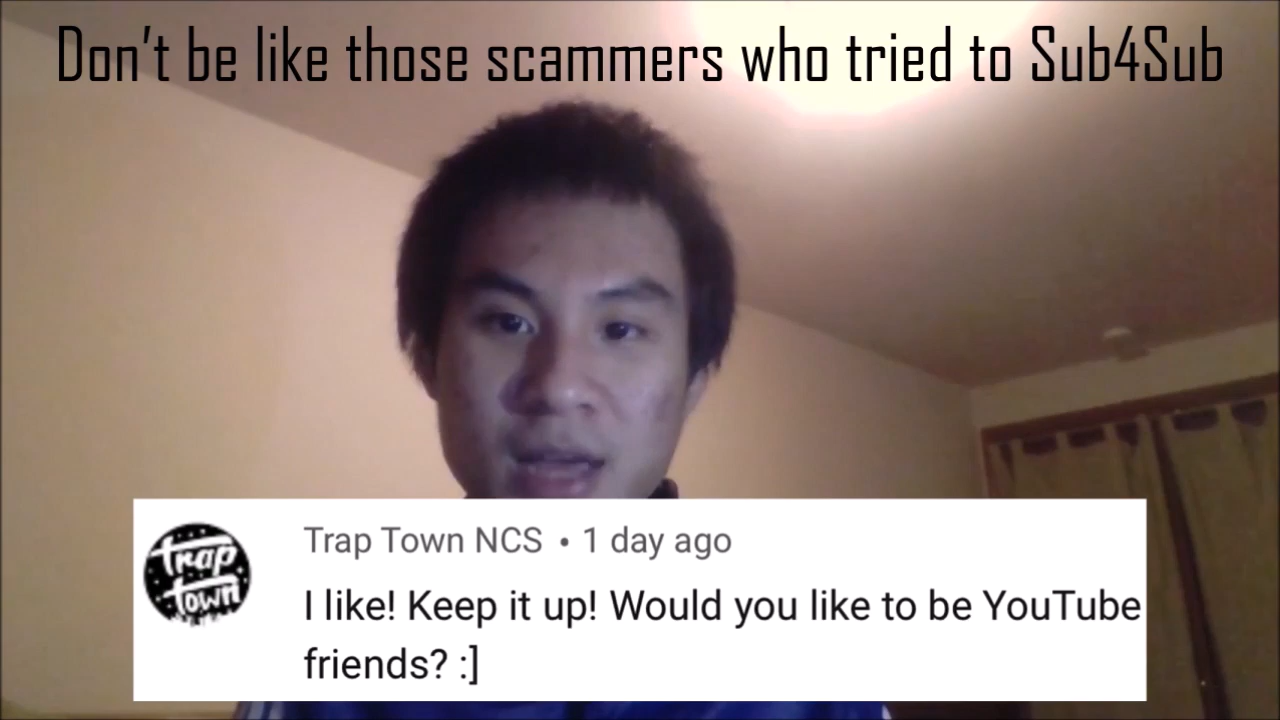 Don't be like those scammers who tried to Sub4Sub
Trap Town NCS • 1 day ago
trap
town
I like! Keep it up! Would you like to be YouTube
friends? :]